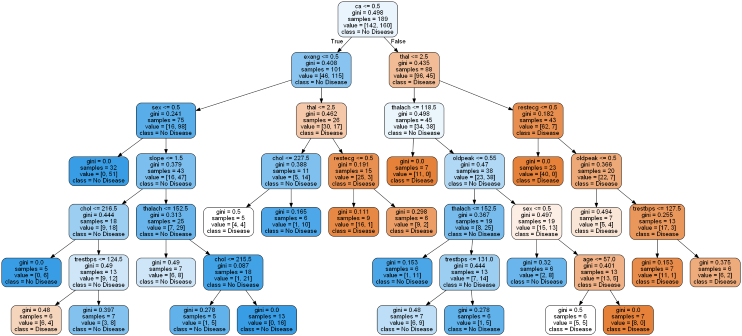 ca <= 0.5
gini = 0.498
samples = 189
value = [142, 160]
class = No Disease
True
False
exang <= 0.5
gini = 0.408
samples = 101
value = [46, 115]
class = No Disease
thal <= 2.5
gini = 0.435
samples = 88
value = [96, 45]
class = Disease
sex <= 0.5
gini = 0.241
samples = 75
value = [16, 98]
class = No Disease
thal <= 2.5
gini = 0.462
samples = 26
value = [30, 17]
class = Disease
thalach <= 118.5
gini = 0.498
samples = 45
value = [34, 38]
class = No Disease
restecg <= 0.5
gini = 0.182
samples = 43
value = [62, 7]
class = Disease
gini = 0.0
samples = 32
value = [0, 51]
class = No Disease
slope <= 1.5
gini = 0.379
samples = 43
value = [16, 47]
class = No Disease
chol <= 227.5
gini = 0.388
samples = 11
value = [5, 14]
class = No Disease
restecg <= 0.5
gini = 0.191
samples = 15
value = [25, 3]
class = Disease
gini = 0.0
samples = 7
value = [11, 0]
class = Disease
oldpeak <= 0.55
gini = 0.47
samples = 38
value = [23, 38]
class = No Disease
gini = 0.0
samples = 23
value = [40, 0]
class = Disease
oldpeak <= 0.5
gini = 0.366
samples = 20
value = [22, 7]
class = Disease
chol <= 216.5
gini = 0.444
samples = 18
value = [9, 18]
class = No Disease
thalach <= 152.5
gini = 0.313
samples = 25
value = [7, 29]
class = No Disease
gini = 0.5
samples = 5
value = [4, 4]
class = Disease
gini = 0.165
samples = 6
value = [1, 10]
class = No Disease
gini = 0.111
samples = 9
value = [16, 1]
class = Disease
gini = 0.298
samples = 6
value = [9, 2]
class = Disease
thalach <= 152.5
gini = 0.367
samples = 19
value = [8, 25]
class = No Disease
sex <= 0.5
gini = 0.497
samples = 19
value = [15, 13]
class = Disease
gini = 0.494
samples = 7
value = [5, 4]
class = Disease
trestbps <= 127.5
gini = 0.255
samples = 13
value = [17, 3]
class = Disease
gini = 0.0
samples = 5
value = [0, 6]
class = No Disease
trestbps <= 124.5
gini = 0.49
samples = 13
value = [9, 12]
class = No Disease
gini = 0.49
samples = 7
value = [6, 8]
class = No Disease
chol <= 215.5
gini = 0.087
samples = 18
value = [1, 21]
class = No Disease
gini = 0.153
samples = 6
value = [1, 11]
class = No Disease
trestbps <= 131.0
gini = 0.444
samples = 13
value = [7, 14]
class = No Disease
gini = 0.32
samples = 6
value = [2, 8]
class = No Disease
age <= 57.0
gini = 0.401
samples = 13
value = [13, 5]
class = Disease
gini = 0.153
samples = 7
value = [11, 1]
class = Disease
gini = 0.375
samples = 6
value = [6, 2]
class = Disease
gini = 0.48
samples = 6
value = [6, 4]
class = Disease
gini = 0.397
samples = 7
value = [3, 8]
class = No Disease
gini = 0.278
samples = 5
value = [1, 5]
class = No Disease
gini = 0.0
samples = 13
value = [0, 16]
class = No Disease
gini = 0.48
samples = 7
value = [6, 9]
class = No Disease
gini = 0.278
samples = 6
value = [1, 5]
class = No Disease
gini = 0.5
samples = 6
value = [5, 5]
class = Disease
gini = 0.0
samples = 7
value = [8, 0]
class = Disease